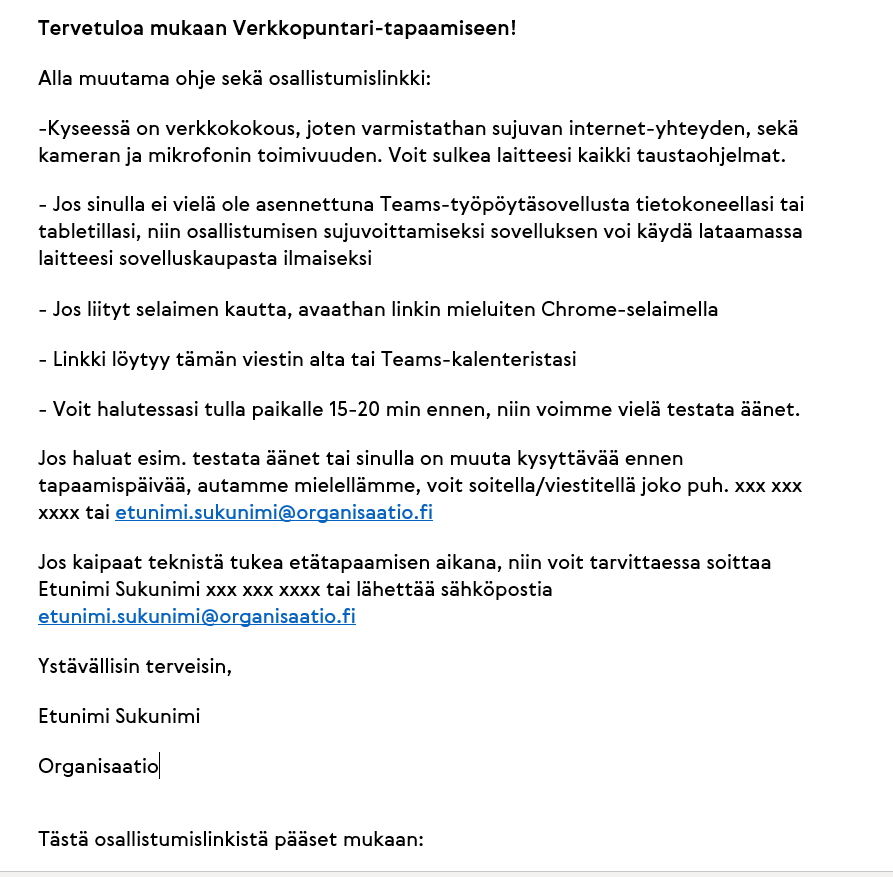 Tervetuloa mukaan Verkkopuntari-tapaamiseen!
Alla muutama ohje sekä osallistumislinkki:
-Kyseessä on verkkokokous, joten varmistathan sujuvan internet-yhteyden, sekä
kameran ja mikrofonin toimivuuden. Voit sulkea laitteesi kaikki taustaohjelmat.
- Jos sinulla ei vielä ole asennettuna Teams-työpöytäsovellusta tietokoneellasi tai
tabletillasi, niin osallistumisen sujuvoittamiseksi sovelluksen voi käydä lataamassa
laitteesi sovelluskaupasta ilmaiseksi
- Jos liityt selaimen kautta, avaathan linkin mieluiten Chrome-selaimella
- Linkki löytyy tämän viestin alta tai Teams-kalenteristasi
- Voit halutessasi tulla paikalle 15-20 min ennen, niin voimme vielä testata äänet.
Jos haluat esim. testata äänet tai sinulla on muuta kysyttävää ennen
tapaamispäivää, autamme mielellämme, voit soitella/viestitellä joko puh. xxx xxx
xxxx tai etunimi.sukunimi@organisaatio.fi
Jos kaipaat teknistä tukea etätapaamisen aikana, niin voit tarvittaessa soittaa
Etunimi Sukunimi xxx xxx xxxx tai lähettää sähköpostia
etunimi.sukunimi@organisaatio.fi
Ystävällisin terveisin,
Etunimi Sukunimi
Organisaatio
Tästä osallistumislinkistä pääset mukaan: